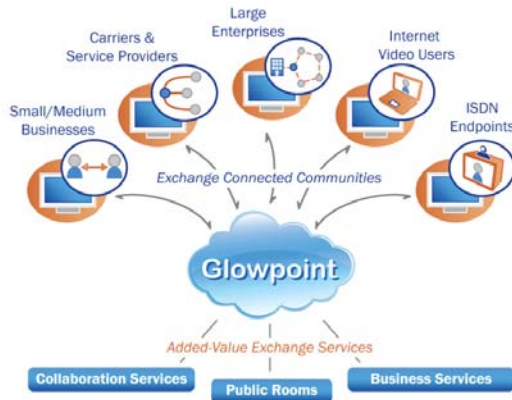 Large
Enterprises
Carriers &
Service Providers
Internet
Video Users
Small/Medium
Businesses
ISDN
Endpoints
Exchange Connected Communities
Glowpoint
Added-Value Exchange Services
Collaboration Services
Public Rooms
Business Services